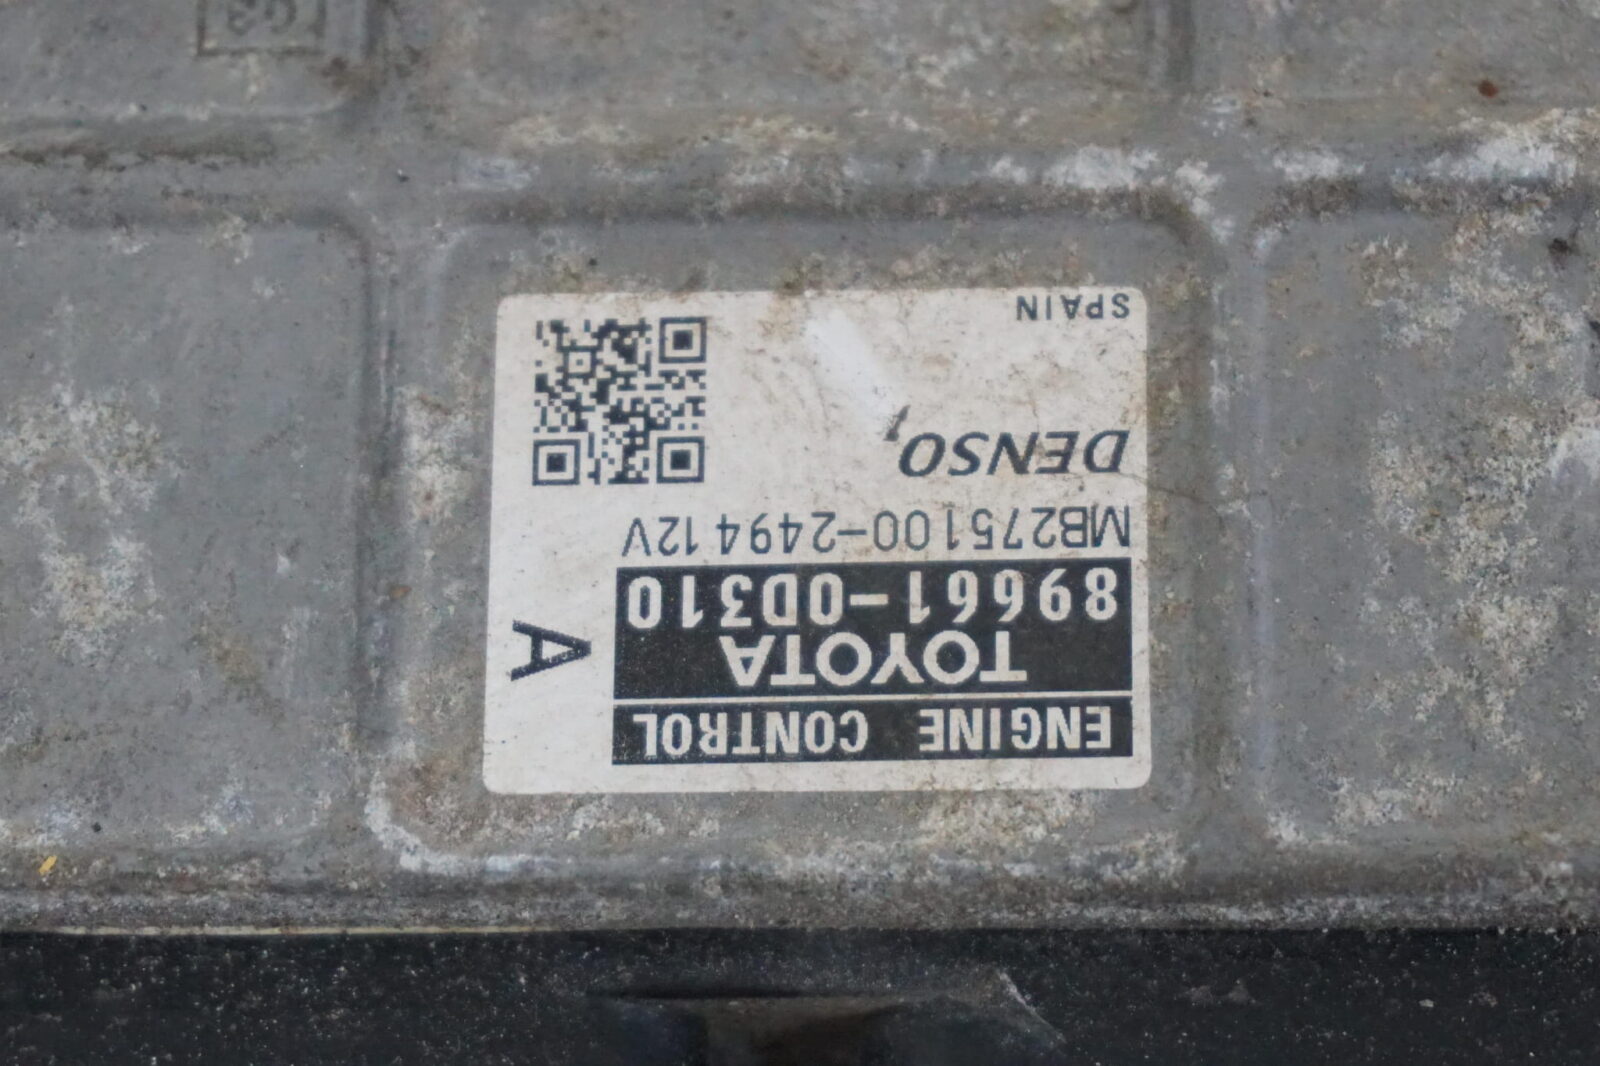 ENGINE CONTROL
TOYOTA
89661-0D310
A
MB275100-2494 12V
DENSO
SPAIN